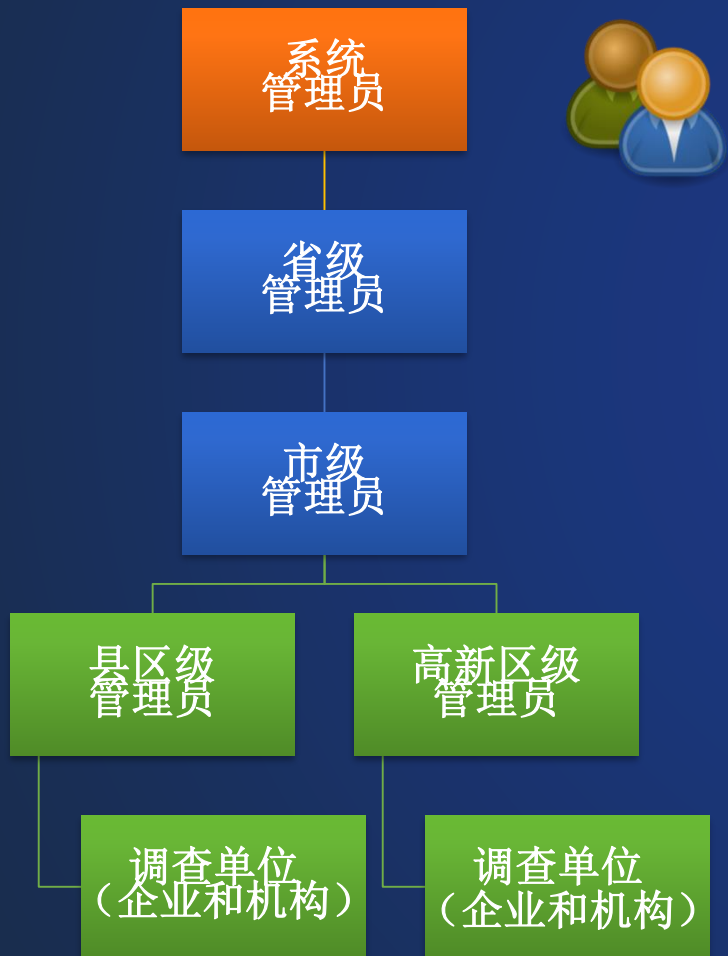 系统
管理员
省级
管理员
市级
管理员
县区级
管理员
高新区级
管理员
调查单位
（企业和机构）
调查单位
（企业和机构）